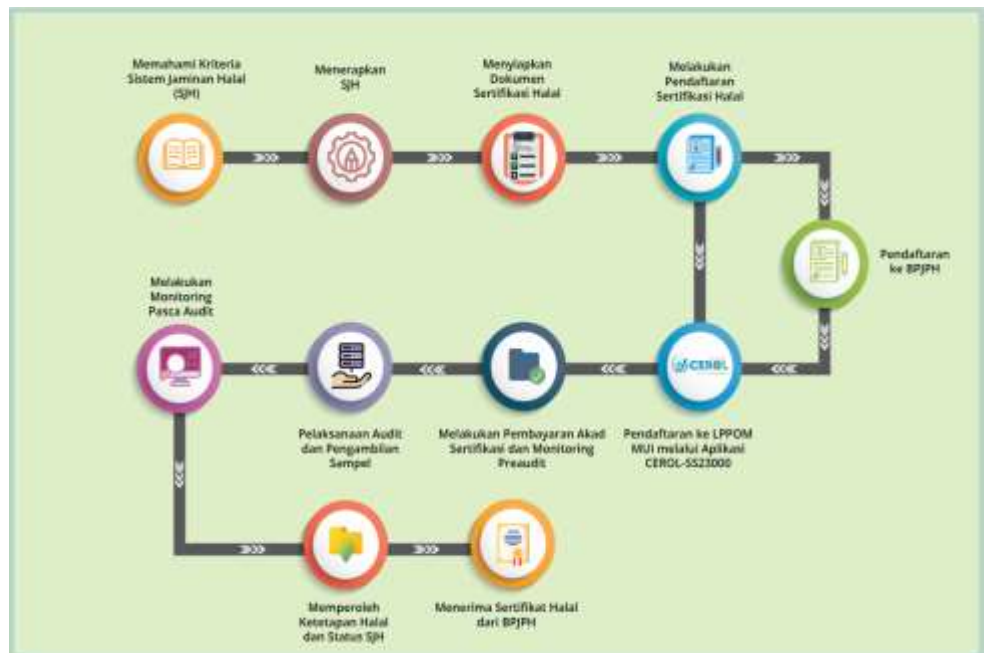 Memahami Kriteria
Sistem Jaminan Halal
(SJH)
Menerapkan
SJH
Menyiapkan
Dokumen
Sertifikasi Halal
Melakukan
Pendaftaran
Sertifikasi Halal
Pendaftaran
ke BPJPH
CEROL
Pendaftaran ke LPPOM
MUI melalui Aplikasi
CEROL-SS23000
Melakukan Pembayaran Akad
Sertifikasi dan Monitoring
Preaudit
Pelaksanaan Audit
dan Pengambilan
Sampel
Melakukan
Monitoring
Pasca Audit
Memperoleh
Ketetapan Halal
dan Status SJH
Menerima Sertifikat Halal
dari BPJPH